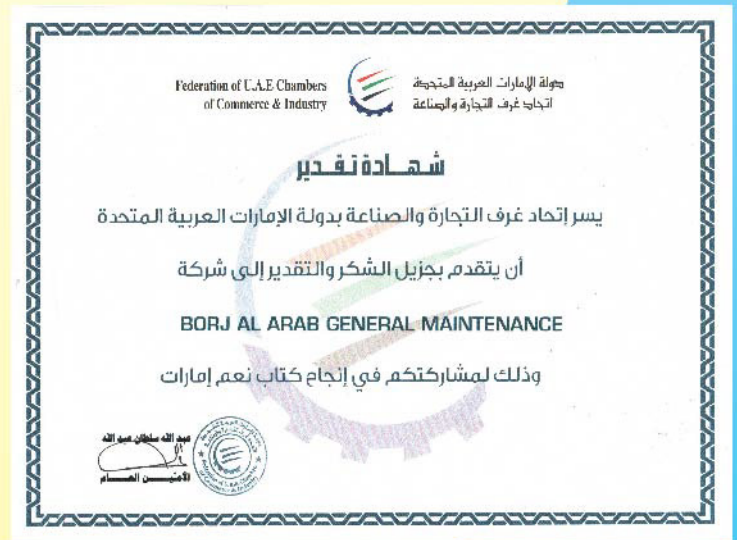 Federation of U.A.E Chambers
of Commerce & Industry
دولة الإمارات العربية المتحدة
اتحاد غرف التجارة والصناعة
شهادة تقدير
يسر إتحاد غرف التجارة والصناعة بدولة الإمارات العربية المتحدة
أن يتقدم بجزيل الشكر والتقدير إلى شركة
BORJ AL ARAB GENERAL MAINTENANCE
وذلك لمشاركتكم في إنجاح كتاب نعم إمارات
عبد الله سلطان عبد الله
الأمين العام